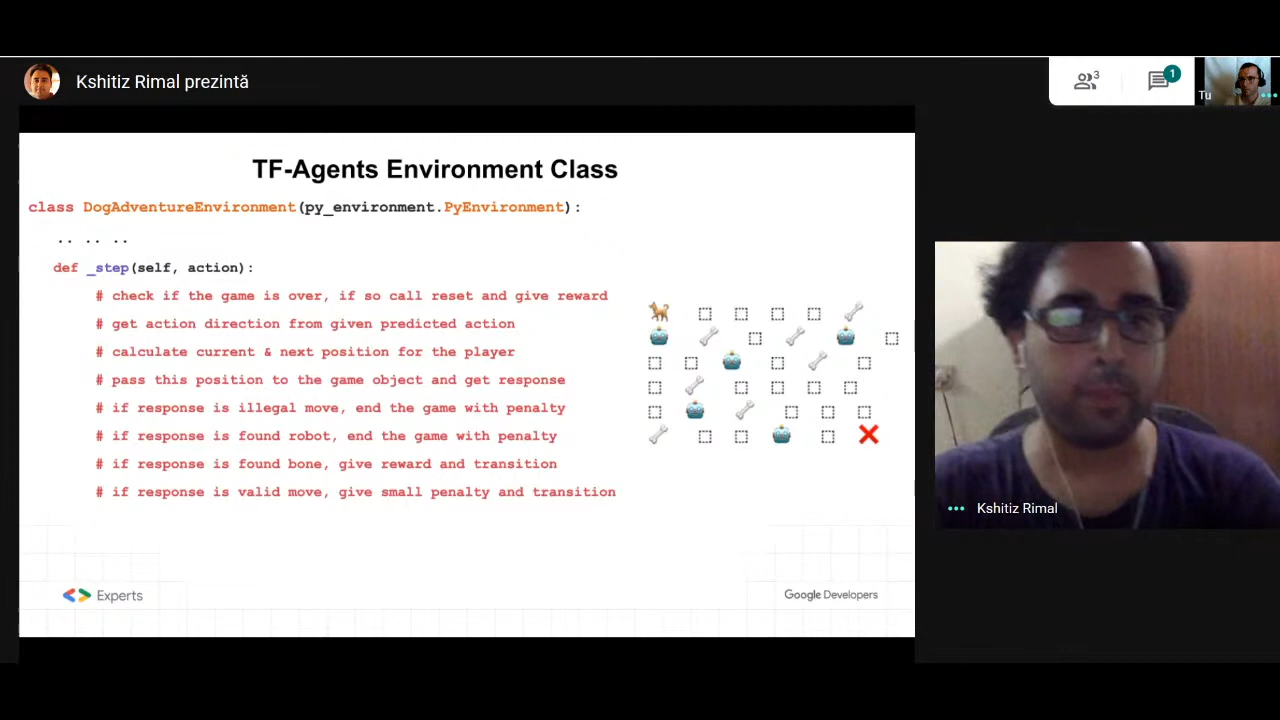 Kshitiz Rimal prezintă
3
1
Tu
TF-Agents Environment Class
class DogAdventureEnvironment(py_environment.PyEnvironment):
.. .. ..
def _step(self, action):
# check if the game is over, if so call reset and give reward
# get action direction from given predicted action
# calculate current & next position for the player
# pass this position to the game object and get response
# if response is illegal move, end the game with penalty
# if response is found robot, end the game with penalty
# if response is found bone, give reward and transition
# if response is valid move, give small penalty and transition
Kshitiz Rimal
Experts
Google Developers